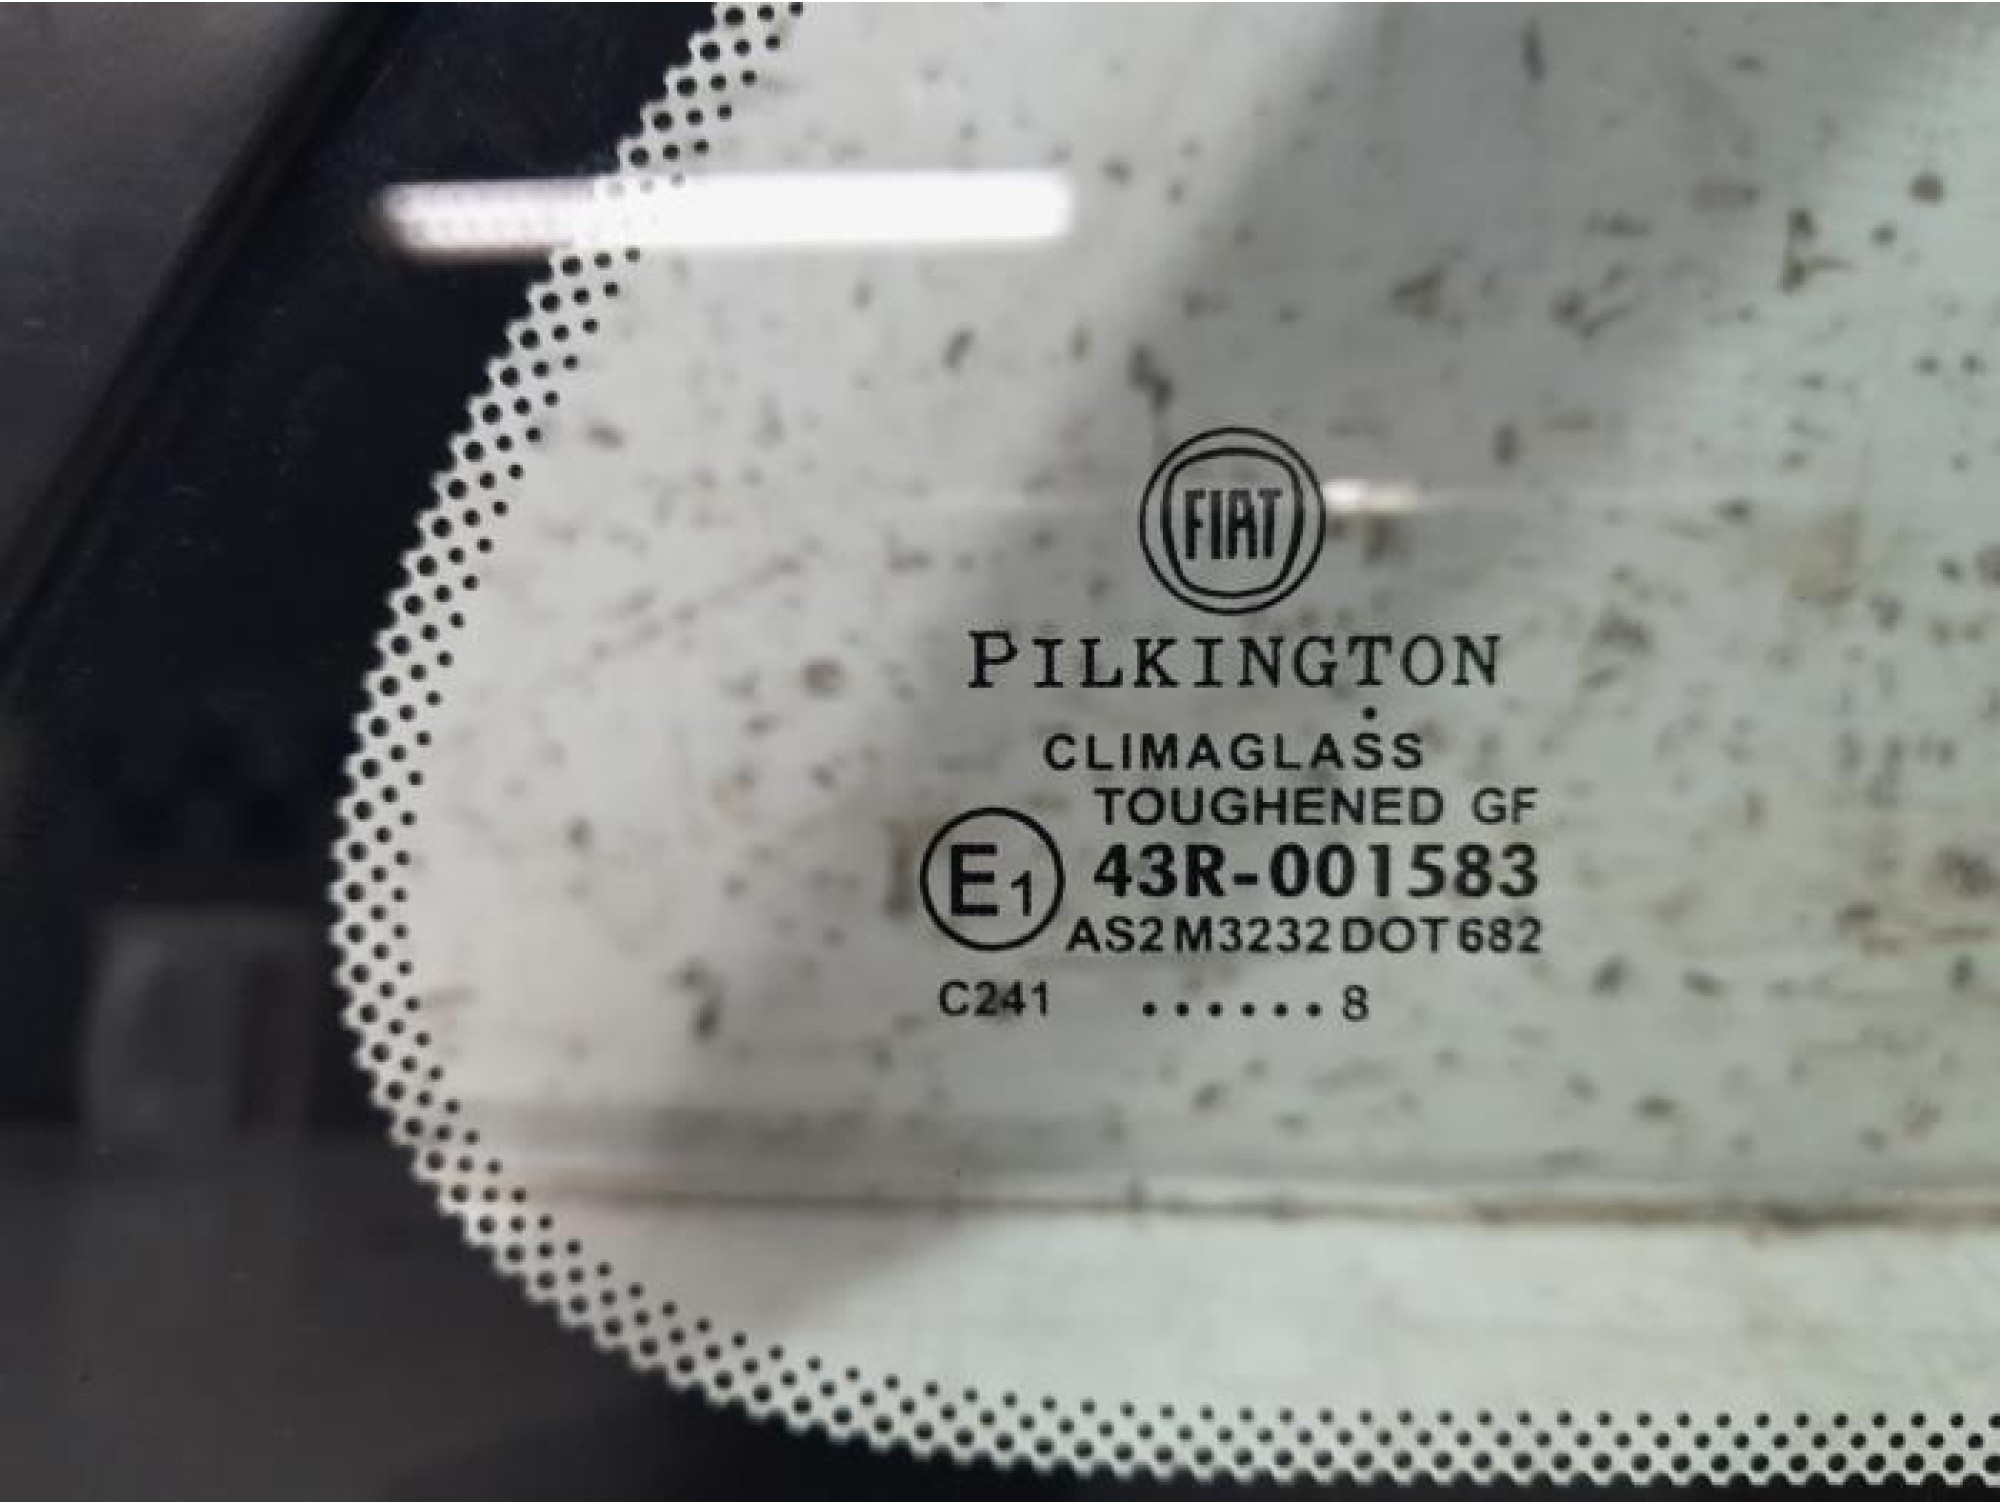 FIAT
PILKINGTON
CLIMAGLASS
TOUGHENED GF
E1 43R-001583
AS2 M3232 DOT 682
C241 ......8